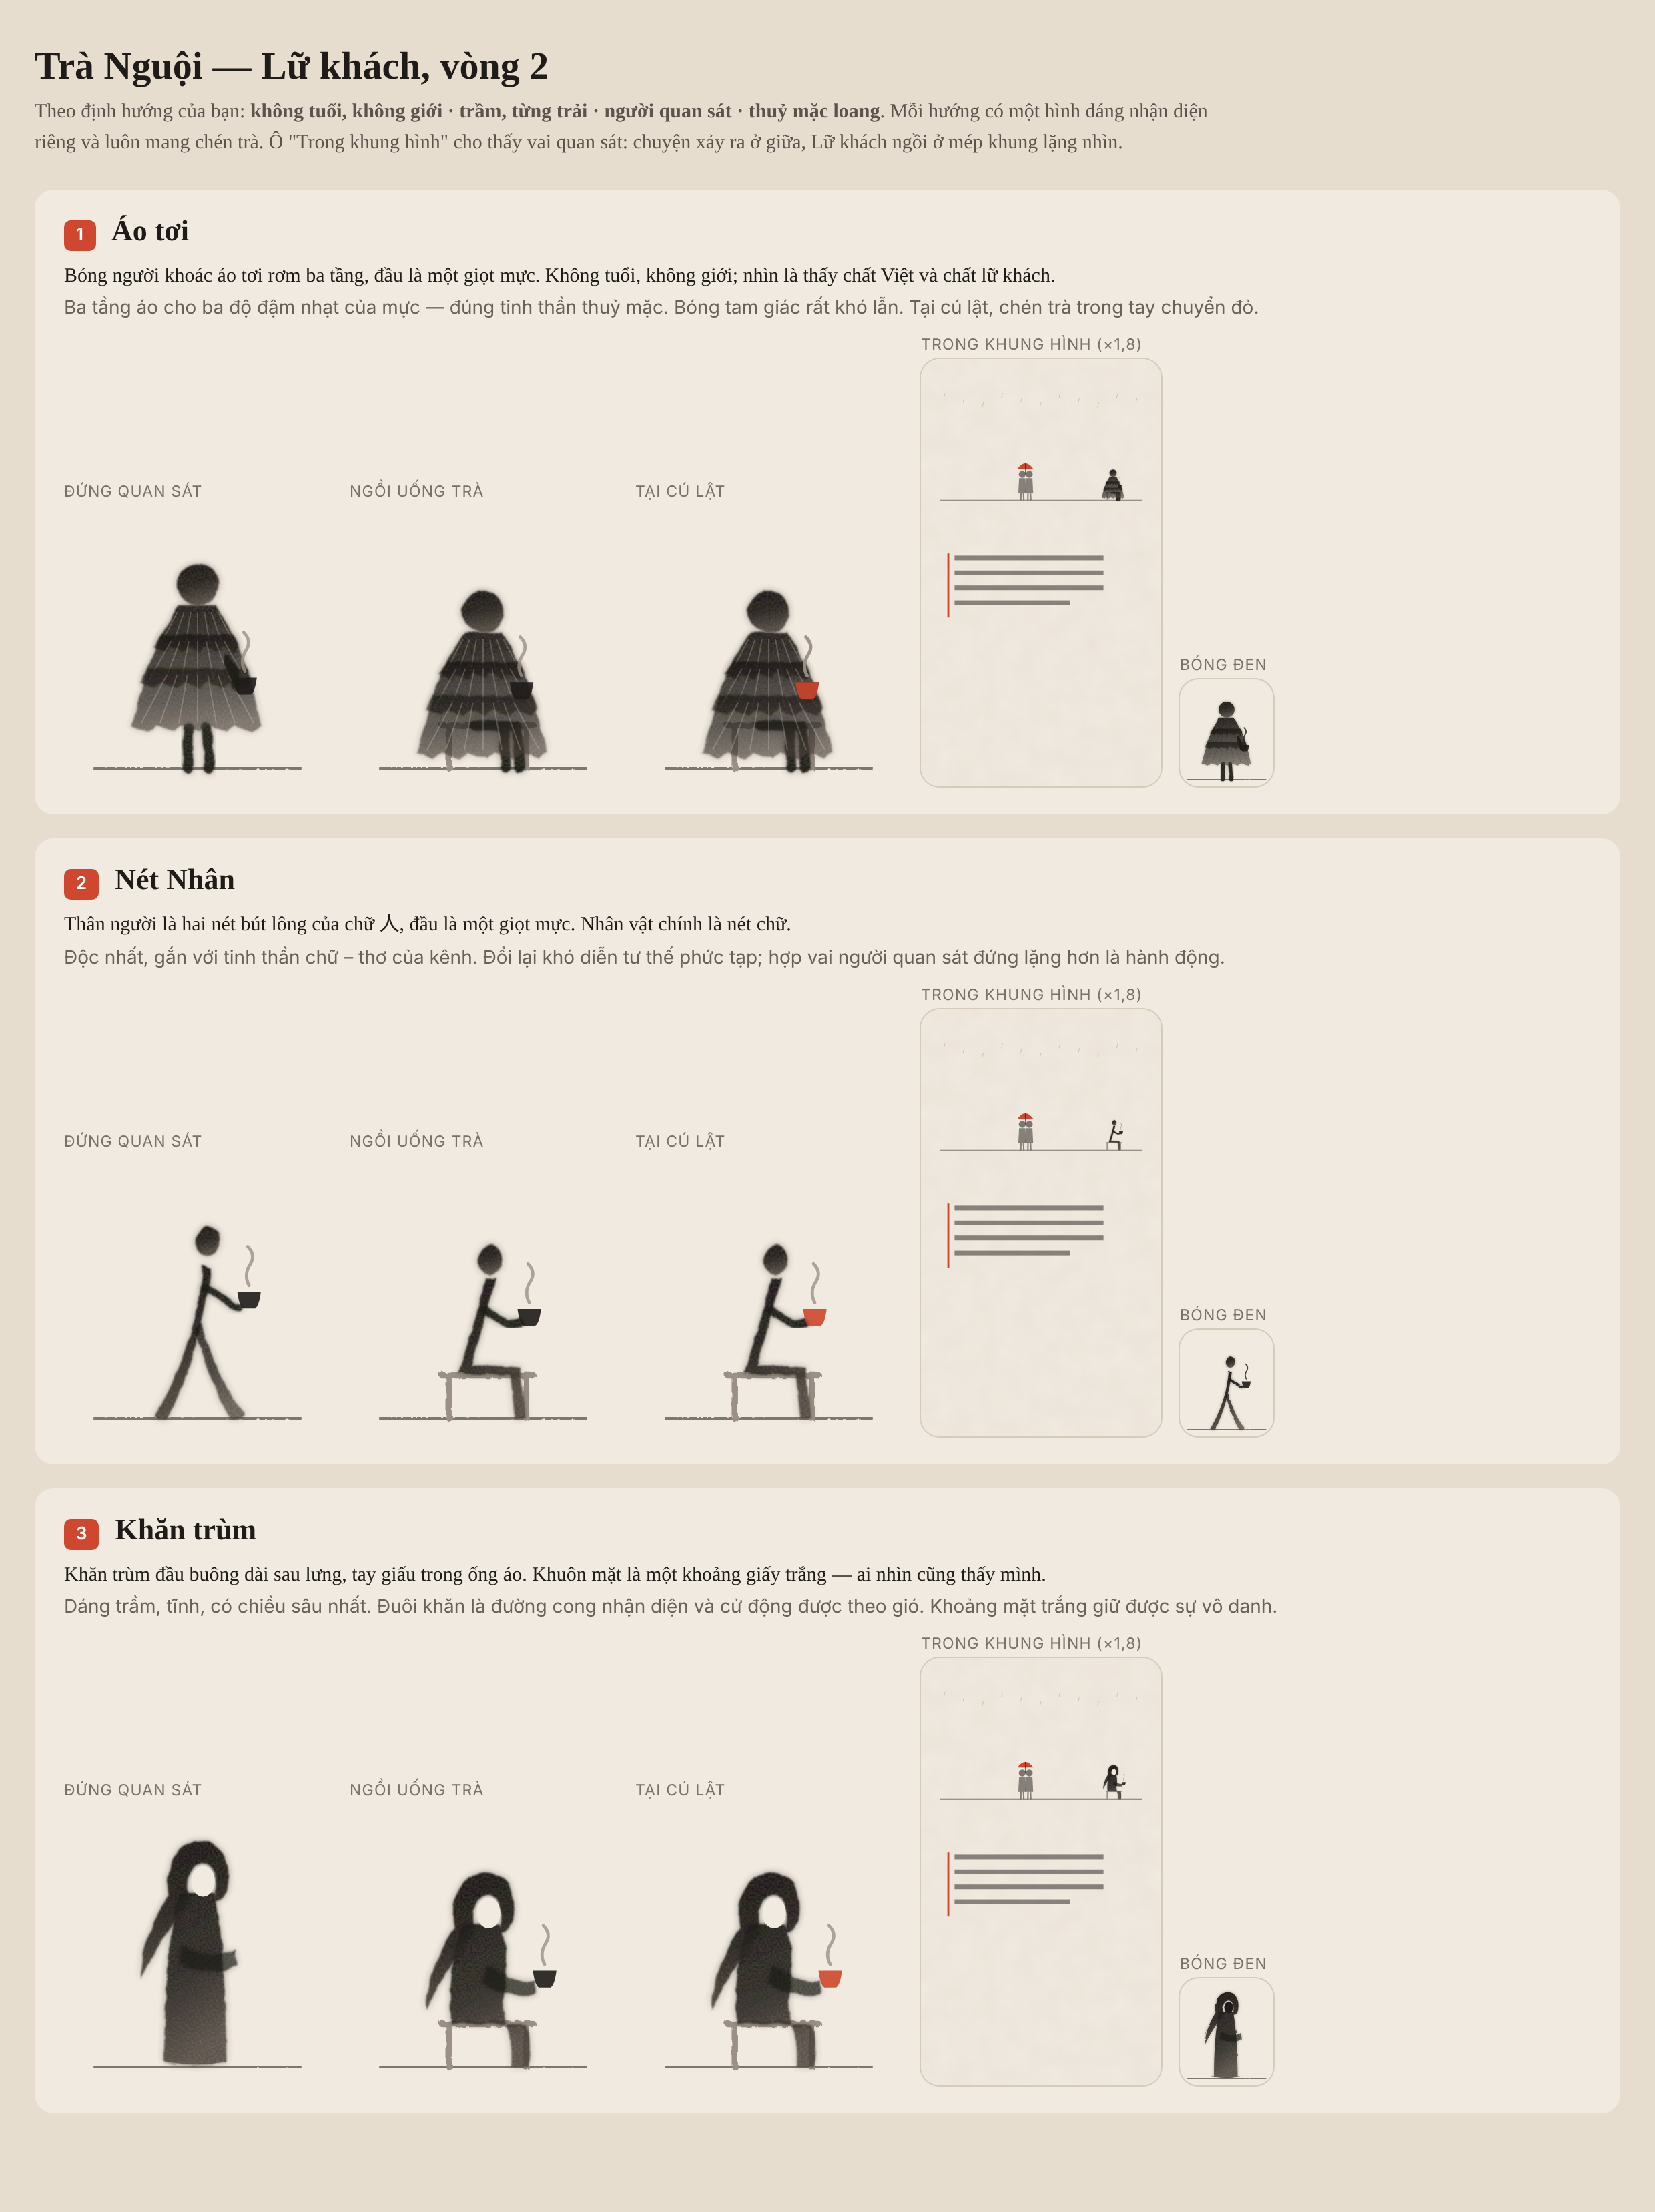 Trà Nguội — Lữ khách, vòng 2
Theo định hướng của bạn: không tuổi, không giới · trầm, từng trải · người quan sát · thuỷ mặc loang. Mỗi hướng có một hình dáng nhận diện
riêng và luôn mang chén trà. Ô "Trong khung hình" cho thấy vai quan sát: chuyện xảy ra ở giữa, Lữ khách ngồi ở mép khung lặng nhìn.
1 Áo tơi
Bóng người khoác áo tơi rơm ba tầng, đầu là một giọt mực. Không tuổi, không giới; nhìn là thấy chất Việt và chất lữ khách.
Ba tầng áo cho ba độ đậm nhạt của mực — đúng tinh thần thuỷ mặc. Bóng tam giác rất khó lẫn. Tại cú lật, chén trà trong tay chuyển đỏ.
ĐỨNG QUAN SÁT
NGỒI UỐNG TRÀ
TẠI CÚ LẬT
TRONG KHUNG HÌNH (×1,8)
BÓNG ĐEN
2 Nét Nhân
Thân người là hai nét bút lông của chữ 人, đầu là một giọt mực. Nhân vật chính là nét chữ.
Độc nhất, gắn với tinh thần chữ – thơ của kênh. Đổi lại khó diễn tư thế phức tạp; hợp vai người quan sát đứng lặng hơn là hành động.
ĐỨNG QUAN SÁT
NGỒI UỐNG TRÀ
TẠI CÚ LẬT
TRONG KHUNG HÌNH (×1,8)
BÓNG ĐEN
3 Khăn trùm
Khăn trùm đầu buông dài sau lưng, tay giấu trong ống áo. Khuôn mặt là một khoảng giấy trắng — ai nhìn cũng thấy mình.
Dáng trầm, tĩnh, có chiều sâu nhất. Đuôi khăn là đường cong nhận diện và cử động được theo gió. Khoảng mặt trắng giữ được sự vô danh.
ĐỨNG QUAN SÁT
NGỒI UỐNG TRÀ
TẠI CÚ LẬT
TRONG KHUNG HÌNH (×1,8)
BÓNG ĐEN